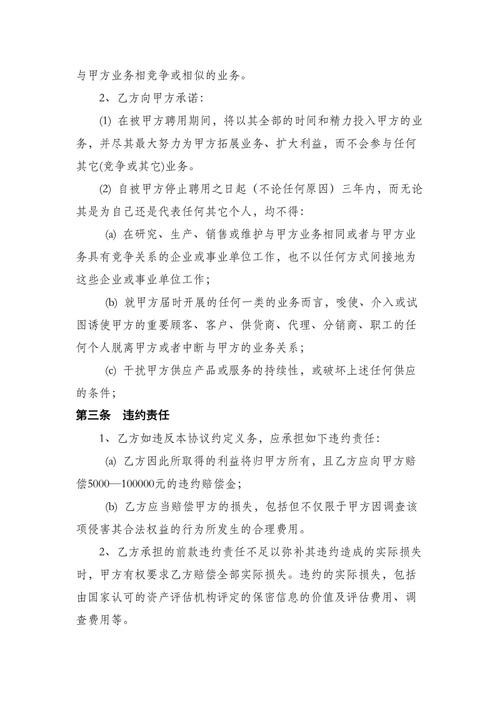 与甲方业务相竞争或相似的业务。
2、乙方向甲方承诺：
(1) 在被甲方聘用期间，将以其全部的时间和精力投入甲方的业
务，并尽其最大努力为甲方拓展业务、扩大利益，而不会参与任何
其它(竞争或其它)业务。
(2) 自被甲方停止聘用之日起（不论任何原因）三年内，而无论
其是为自己还是代表任何其它个人，均不得：
(a) 在研究、生产、销售或维护与甲方业务相同或者与甲方业
务具有竞争关系的企业或事业单位工作，也不以任何方式间接地为
这些企业或事业单位工作；
(b) 就甲方届时开展的任何一类的业务而言，唆使、介入或试
图诱使甲方的重要顾客、客户、供货商、代理、分销商、职工的任
何个人脱离甲方或者中断与甲方的业务关系；
(c) 干扰甲方供应产品或服务的持续性，或破坏上述任何供应
的条件；
第三条　违约责任
1、乙方如违反本协议约定义务，应承担如下违约责任：
(a) 乙方因此所取得的利益将归甲方所有，且乙方应向甲方赔
偿5000—100000元的违约赔偿金；
(b) 乙方应当赔偿甲方的损失，包括但不仅限于甲方因调查该
项侵害其合法权益的行为所发生的合理费用。
2、乙方承担的前款违约责任不足以弥补其违约造成的实际损失
时，甲方有权要求乙方赔偿全部实际损失。违约的实际损失，包括
由国家认可的资产评估机构评定的保密信息的价值及评估费用、调
查费用等。